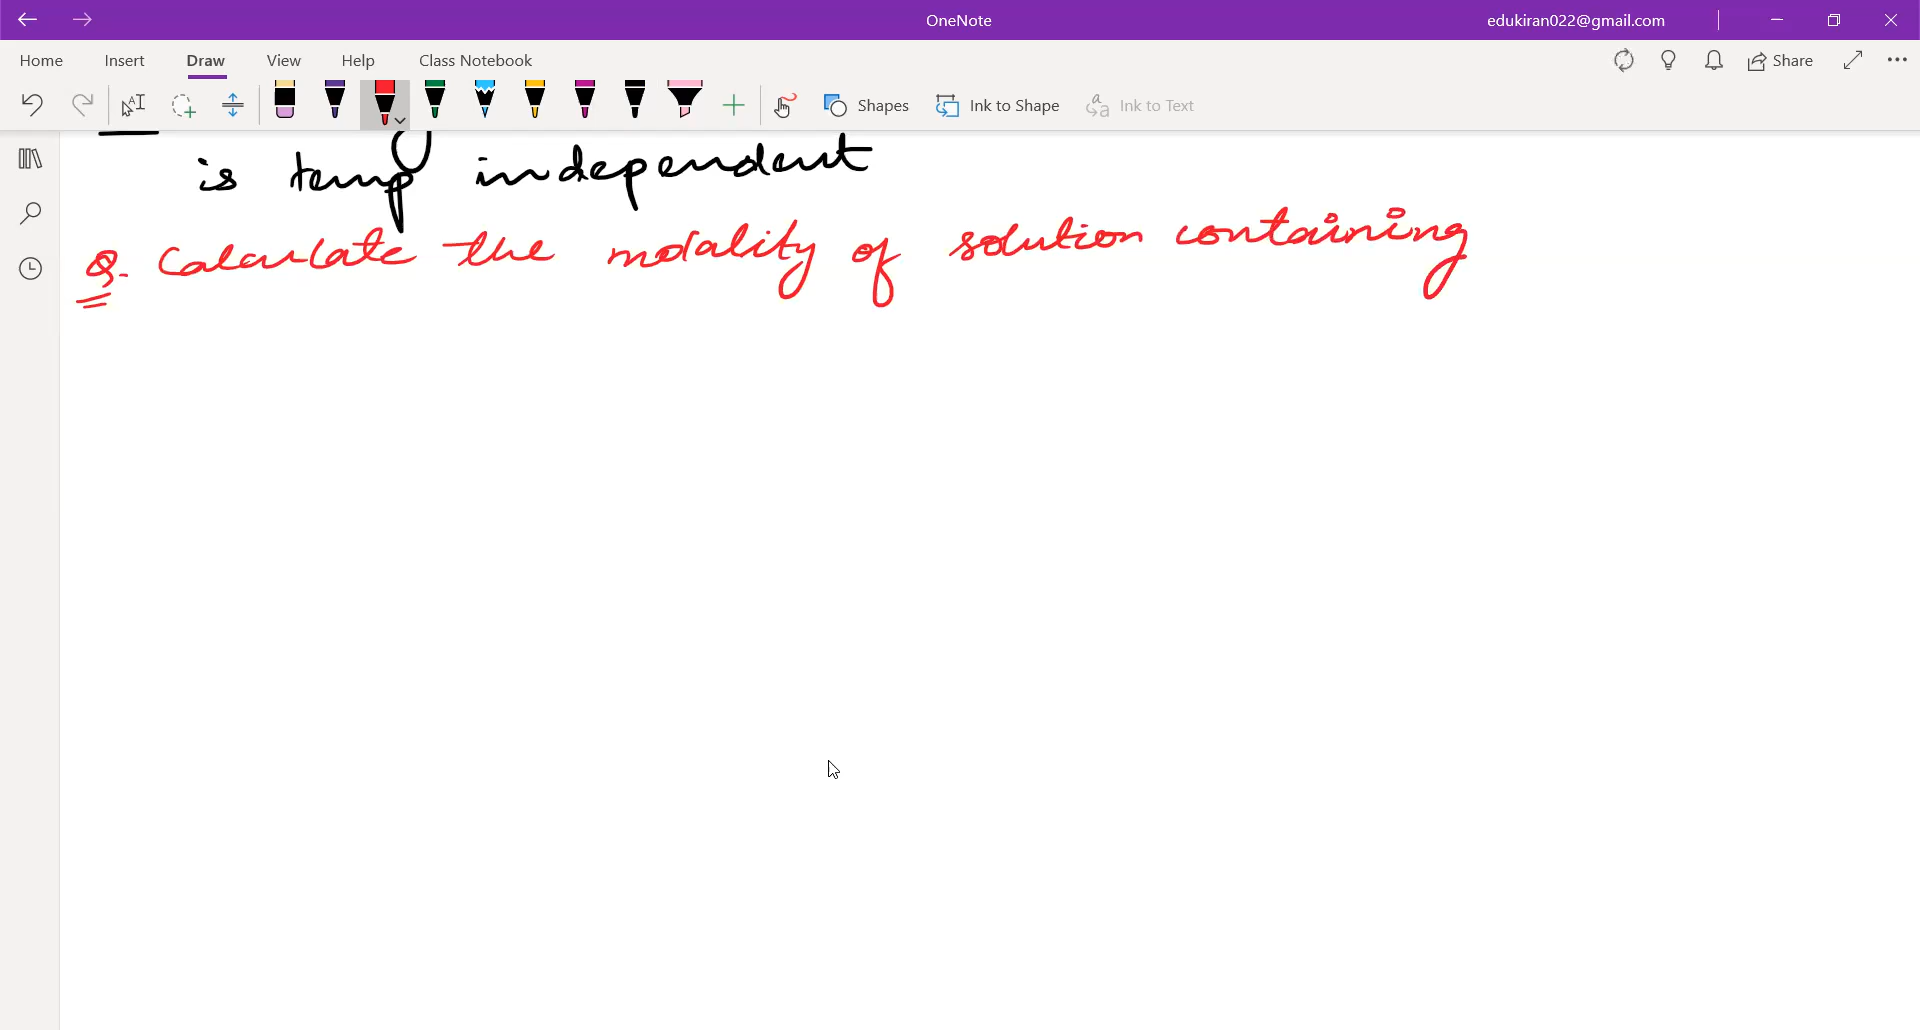 OneNote
edukiran022@gmail.com
Home Insert Draw View Help Class Notebook
Share
Shapes Ink to Shape Ink to Text
is temp independent
Q. Calculate the molality of solution containing